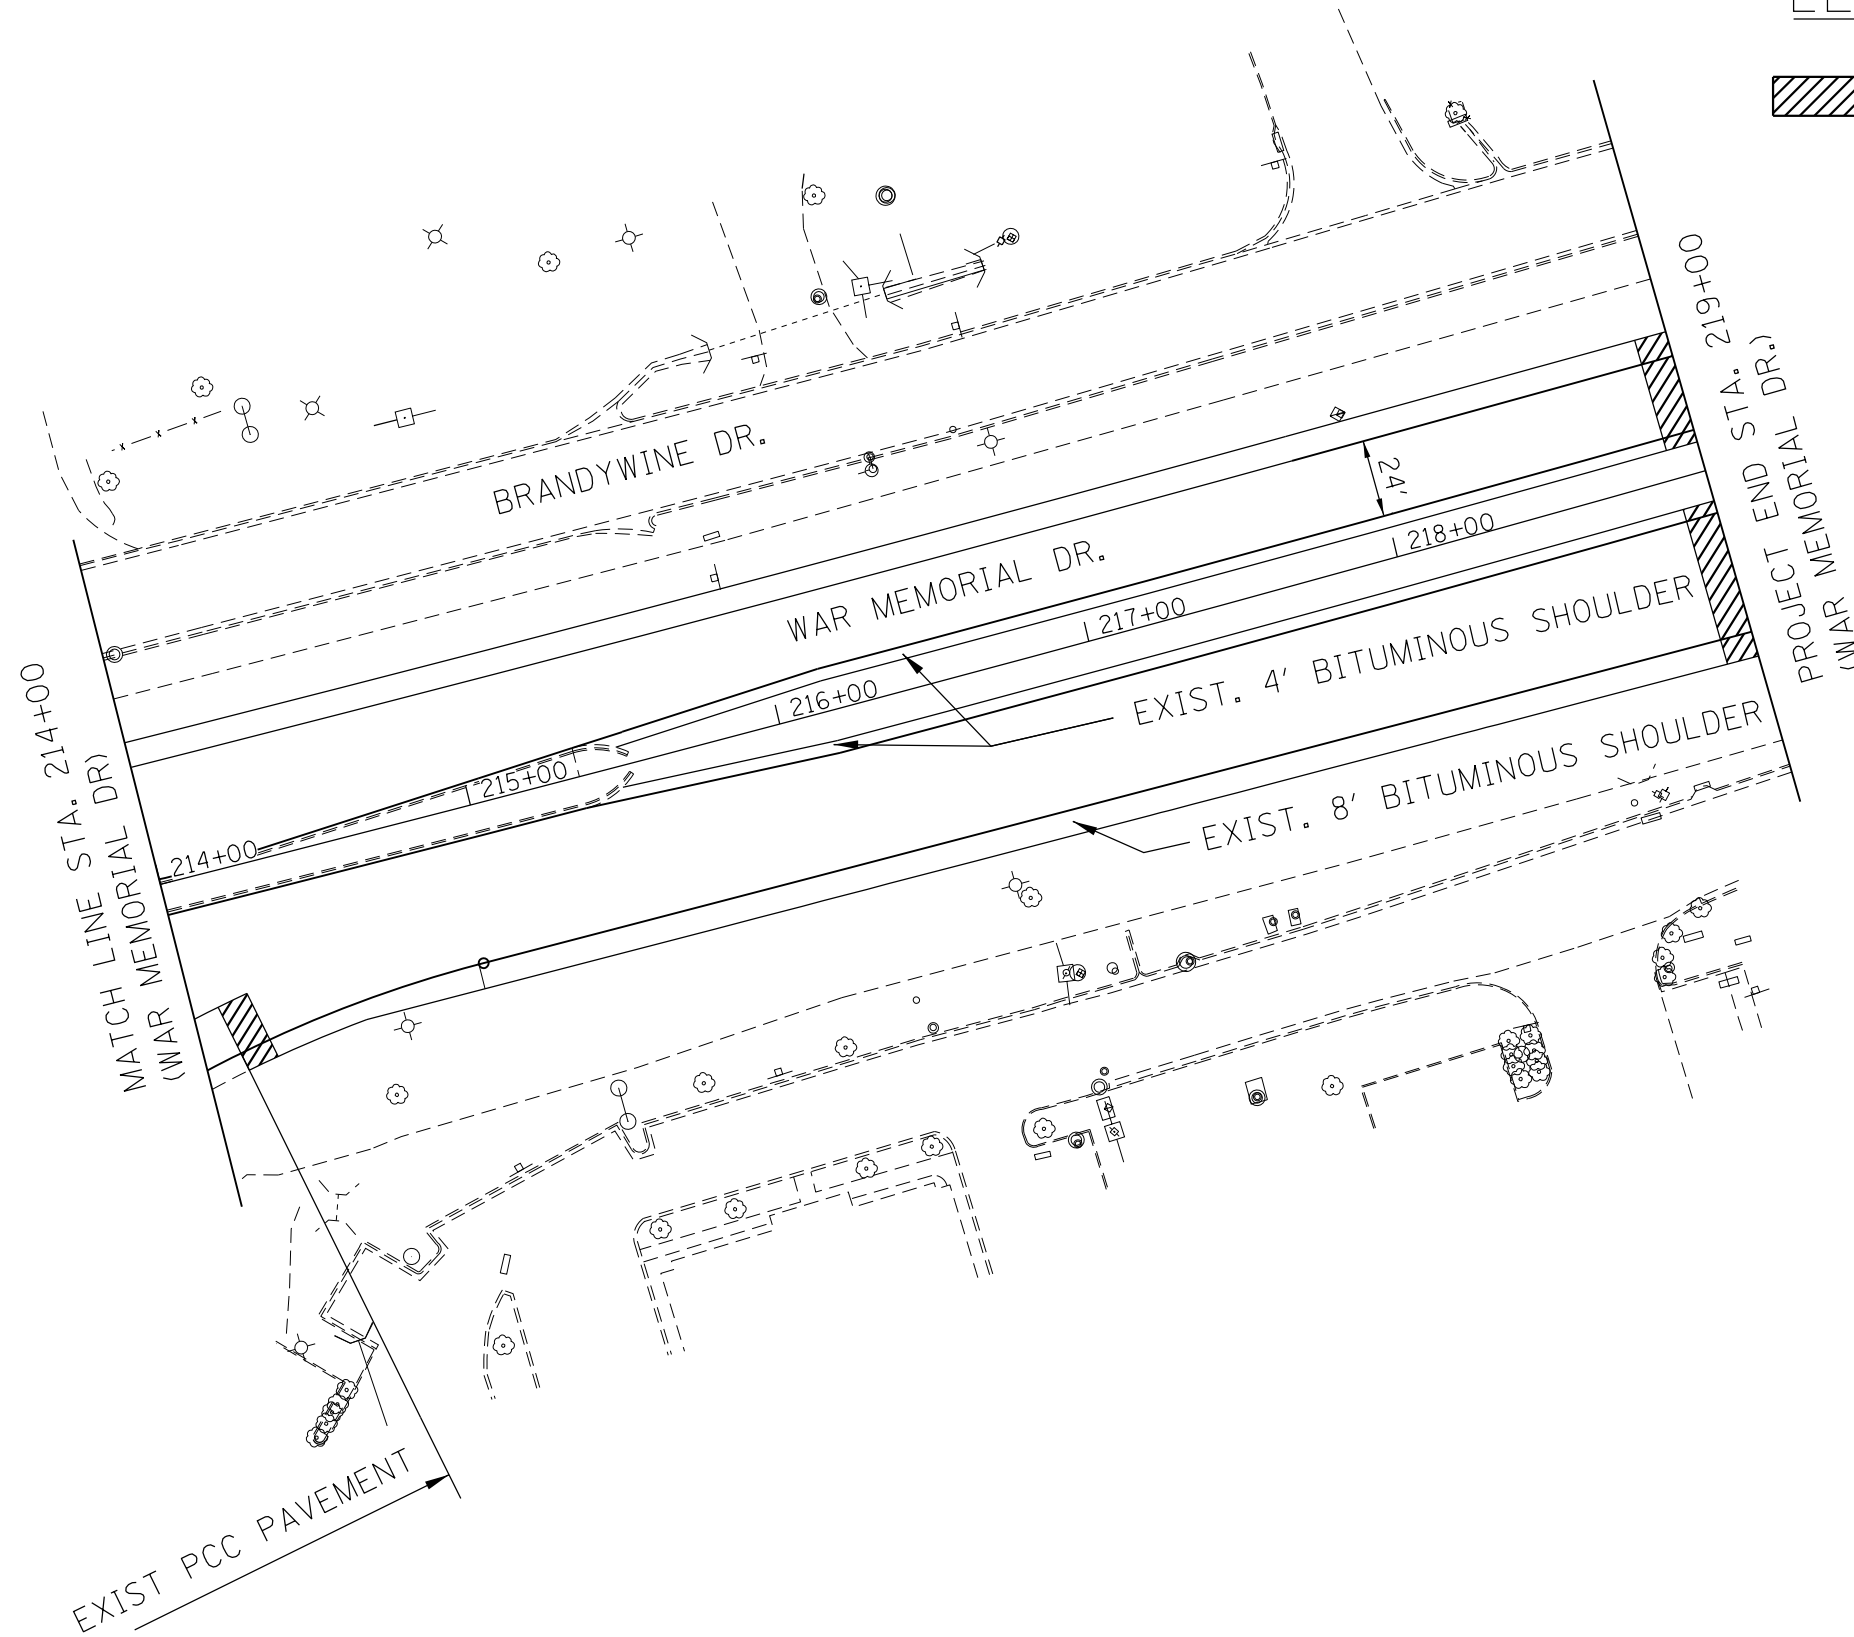 BRANDYWINE DR.
24'
WAR MEMORIAL DR.
214+00
215+00
216+00
217+00
218+00
EXIST. 4' BITUMINOUS SHOULDER
EXIST. 8' BITUMINOUS SHOULDER
MATCH LINE STA. 214+00
(WAR MEMORIAL DR)
PROJECT END STA. 219+00
(WAR MEMORIAL DR.)
EXIST PCC PAVEMENT